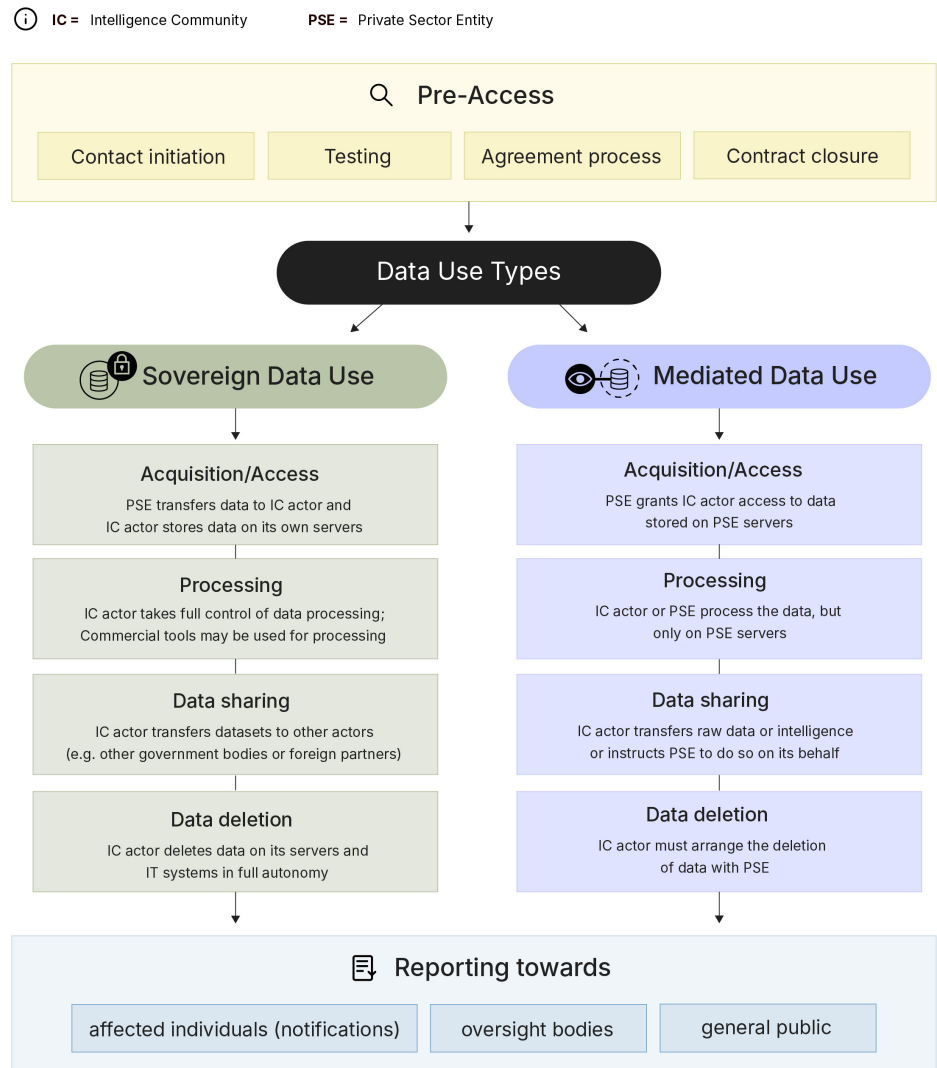 IC = Intelligence Community PSE = Private Sector Entity
Pre-Access
Contact initiation Testing Agreement process Contract closure
Data Use Types
Sovereign Data Use
Acquisition/Access
PSE transfers data to IC actor and
IC actor stores data on its own servers
Processing
IC actor takes full control of data processing;
Commercial tools may be used for processing
Data sharing
IC actor transfers datasets to other actors
(e.g. other government bodies or foreign partners)
Data deletion
IC actor deletes data on its servers and
IT systems in full autonomy
Mediated Data Use
Acquisition/Access
PSE grants IC actor access to data
stored on PSE servers
Processing
IC actor or PSE process the data, but
only on PSE servers
Data sharing
IC actor transfers raw data or intelligence
or instructs PSE to do so on its behalf
Data deletion
IC actor must arrange the deletion
of data with PSE
Reporting towards
affected individuals (notifications) oversight bodies general public